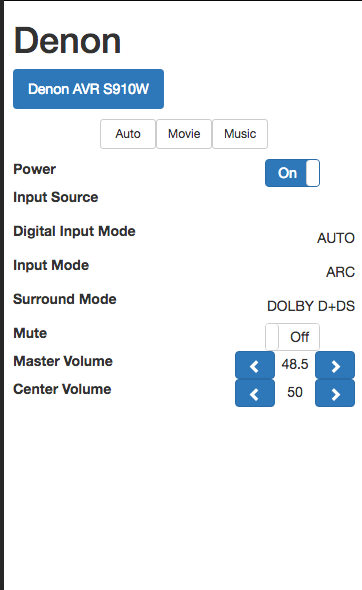 Denon
Denon AVR S910W
Auto Movie Music
Power On
Input Source
Digital Input Mode
AUTO
Input Mode
ARC
Surround Mode
DOLBY D+DS
Mute Off
Master Volume 48.5
Center Volume 50